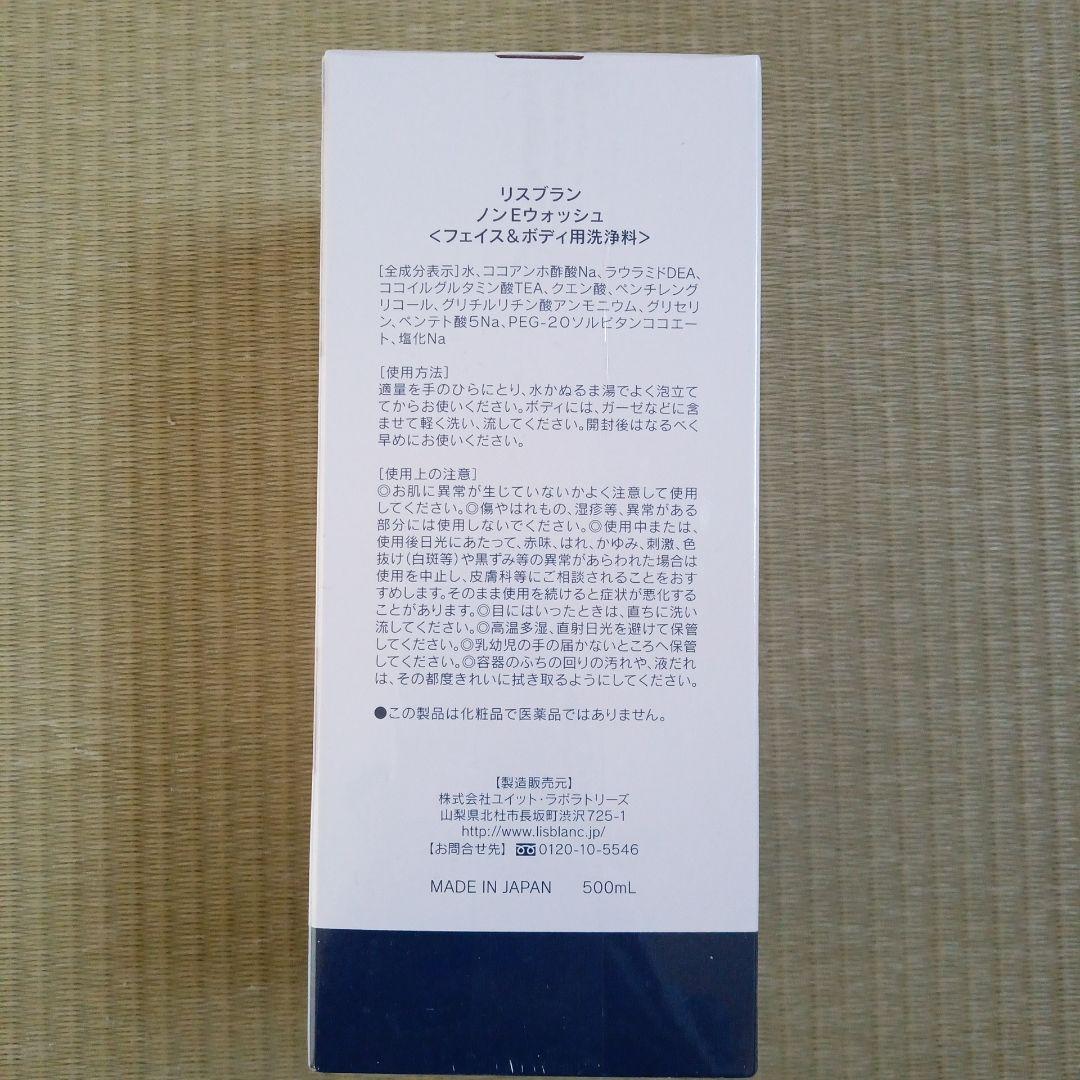 リスブラン
ノンEウォッシュ
<フェイス&ボディ用洗浄料>
[全成分表示]水、ココアンホ酢酸Na、ラウラミドDEA、
ココイルグルタミン酸TEA、クエン酸、ペンチレング
リコール、グリチルリチン酸アンモニウム、グリセリ
ン、ペンテト酸5Na、PEG-20ソルビタンココエー
ト、塩化Na
[使用方法]
適量を手のひらにとり、水かぬるま湯でよく泡立て
てからお使いください。ボディには、ガーゼなどに含
ませて軽く洗い、流してください。開封後はなるべく
早めにお使いください。
[使用上の注意]
◎お肌に異常が生じていないかよく注意して使用
してください。◎傷やはれもの、湿疹等、異常がある
部分には使用しないでください。◎使用中または、
使用後日光にあたって、赤味、はれ、かゆみ、刺激、色
抜け(白斑等)や黒ずみ等の異常があらわれた場合は
使用を中止し、皮膚科等にご相談されることをおす
すめします。そのまま使用を続けると症状が悪化する
ことがあります。◎目にはいったときは、直ちに洗い
流してください。◎高温多湿、直射日光を避けて保管
してください。◎乳幼児の手の届かないところへ保管
してください。◎容器のふちの回りの汚れや、液だれ
は、その都度きれいに拭き取るようにしてください。
●この製品は化粧品で医薬品ではありません。
【製造販売元】
株式会社ユイット・ラボラトリーズ
山梨県北杜市長坂町渋沢725-1
http://www.lisblanc.jp/
【お問合せ先】 0120-10-5546
MADE IN JAPAN 500mL